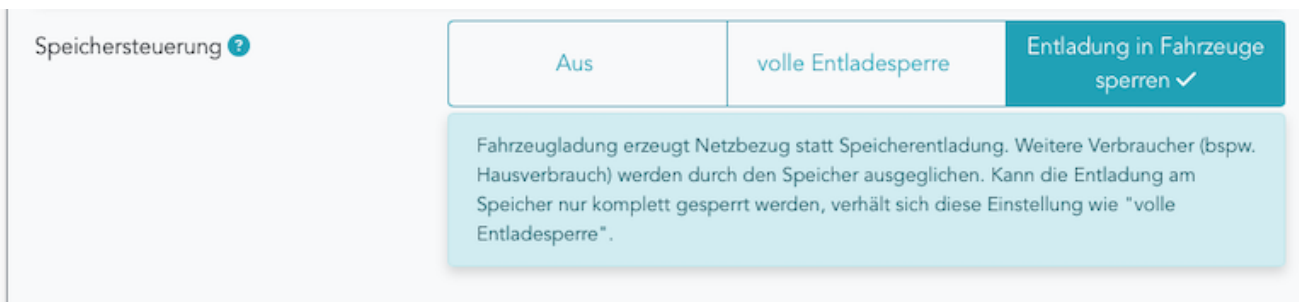 Speichersteuerung ?
Aus
volle Entladesperre
Entladung in Fahrzeuge
sperren ✓
Fahrzeugladung erzeugt Netzbezug statt Speicherentladung. Weitere Verbraucher (bspw.
Hausverbrauch) werden durch den Speicher ausgeglichen. Kann die Entladung am
Speicher nur komplett gesperrt werden, verhält sich diese Einstellung wie "volle
Entladesperre".